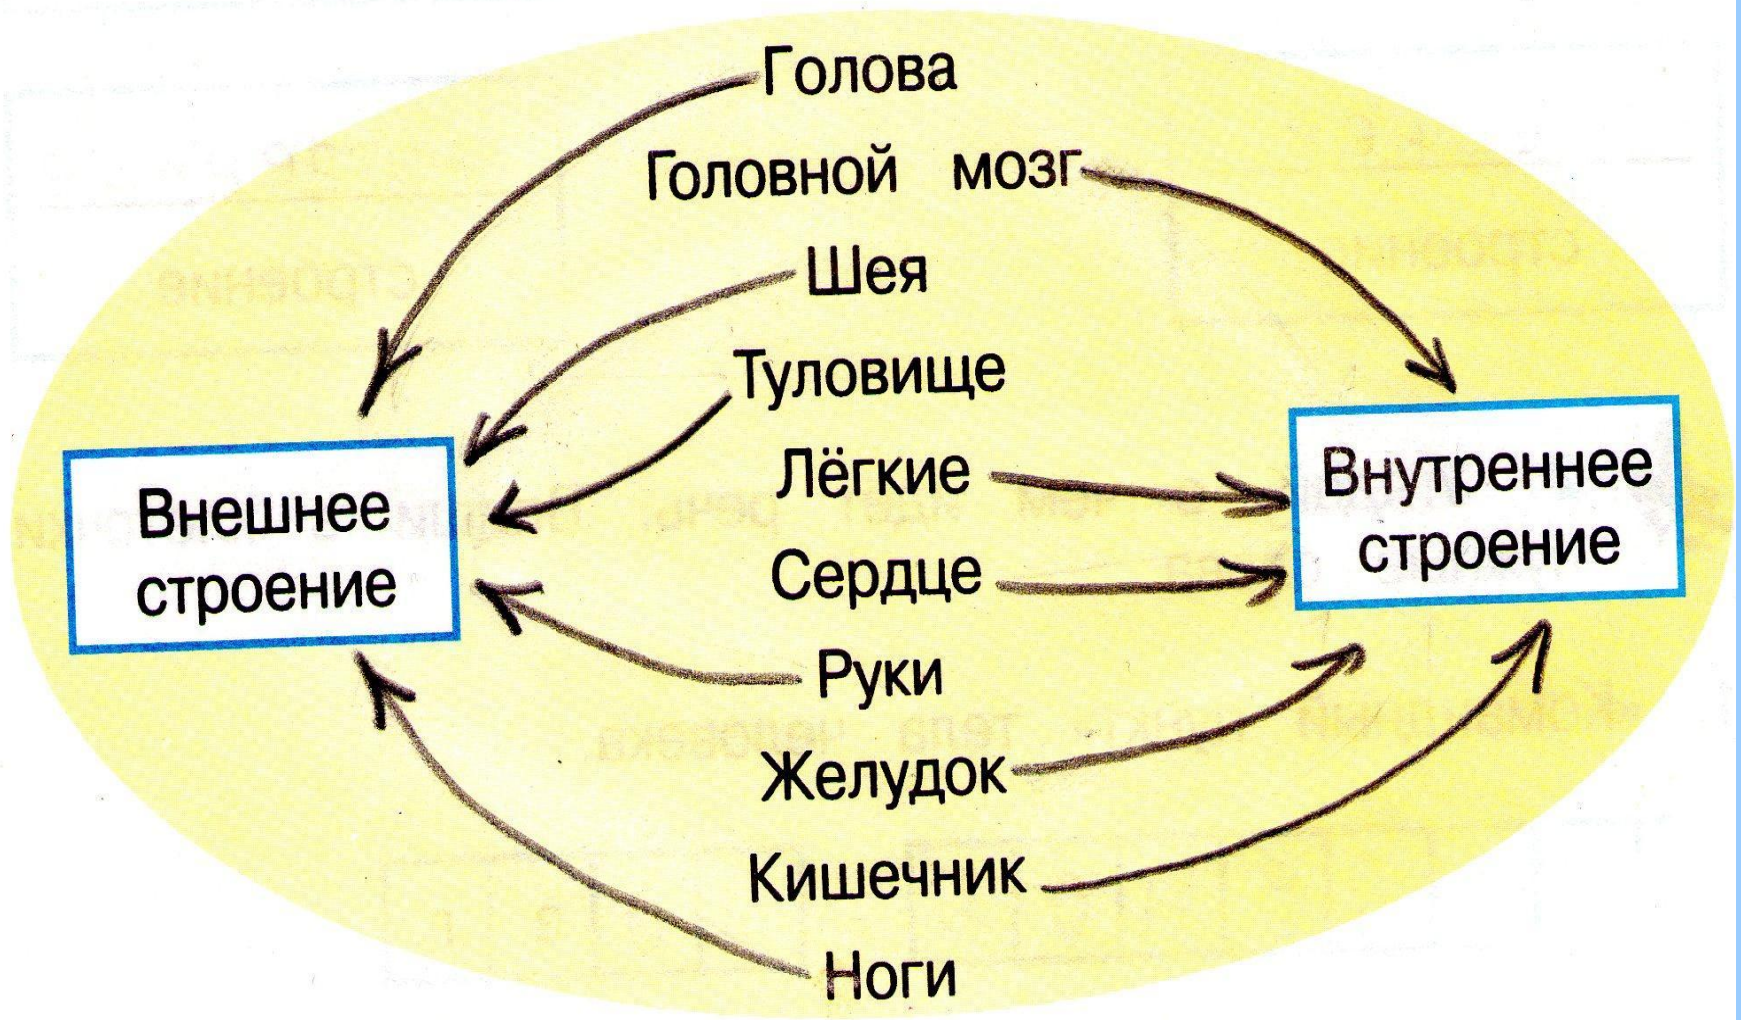 Голова
Головной мозг
Шея
Туловище
Лёгкие
Сердце
Руки
Желудок
Кишечник
Ноги
Внешнее
строение
Внутреннее
строение